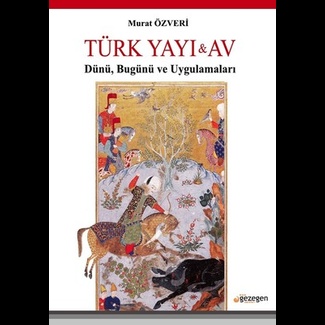 Murat ÖZVERİ
TÜRK YAYI & AV
Dünü, Bugünü ve Uygulamaları
gezegen